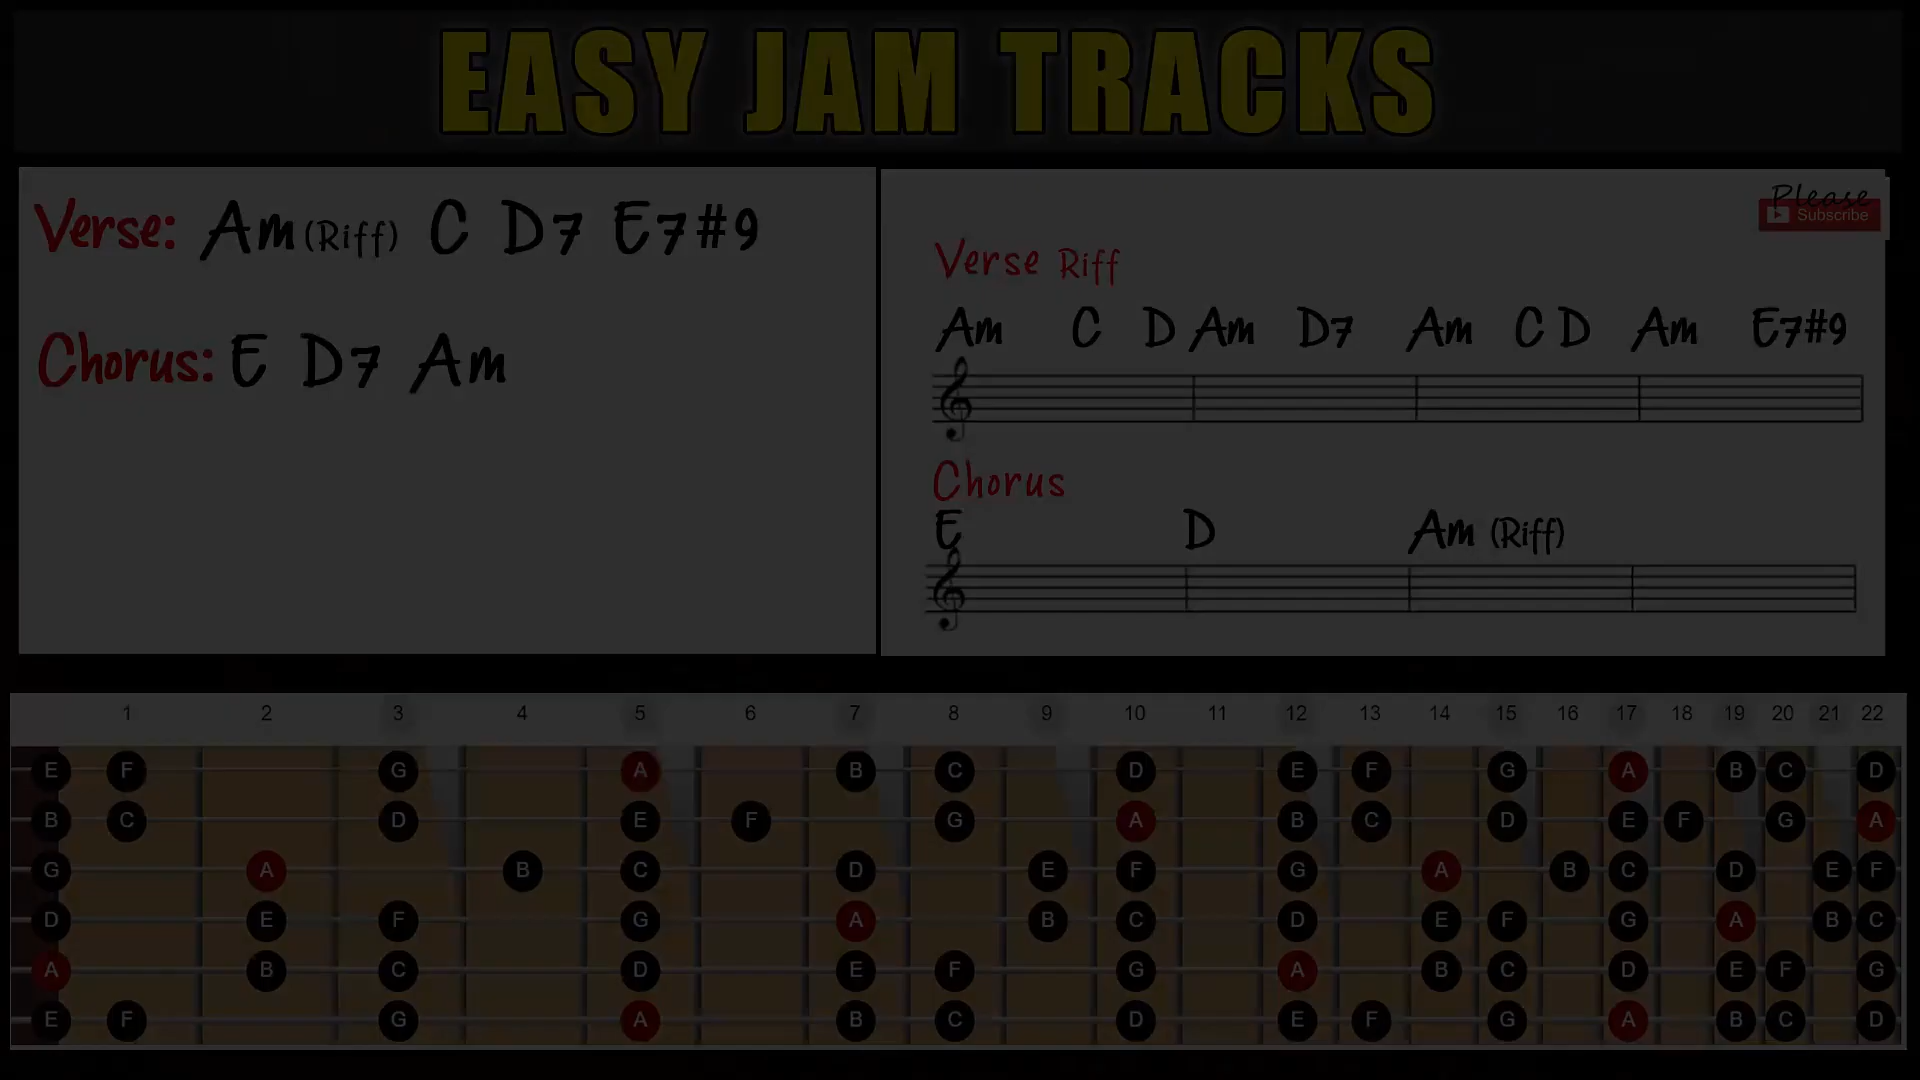 EASY JAM TRACKS
Verse: Am (Riff) C D7 E7#9
Chorus: E D7 Am
Please
Subscribe
Verse Riff
Am C D Am D7 Am C D Am E7#9
Chorus
E D Am (Riff)
1 2 3 4 5 6 7 8 9 10 11 12 13 14 15 16 17 18 19 20 21 22
E F G A B C D E F G A B C D
B C D E F G A B C D E F G A
G A B C D E F G A B C D E F
D E F G A B C D E F G A B C
A B C D E F G A B C D E F G
E F G A B C D E F G A B C D